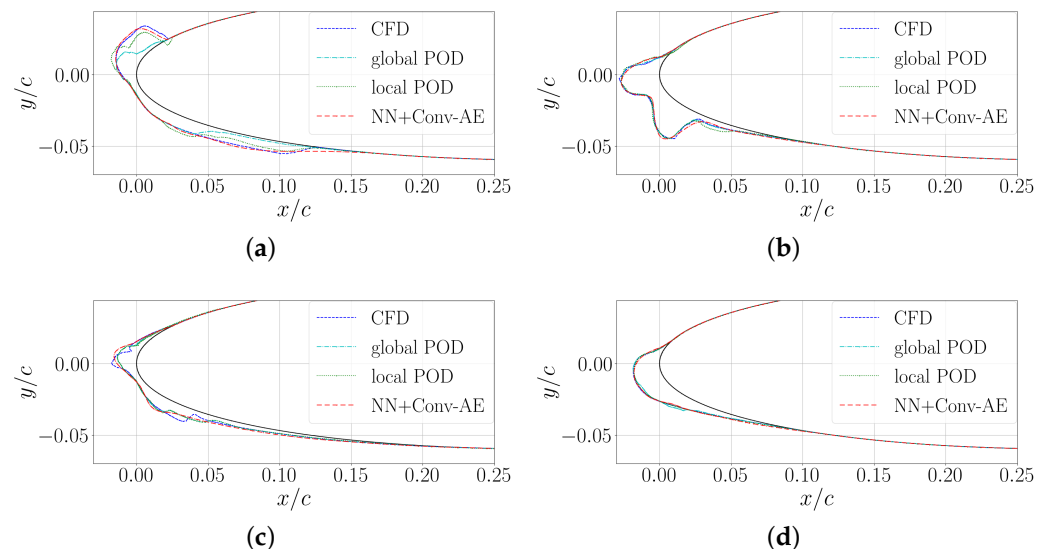 CFD
global POD
local POD
NN+Conv-AE
0.00
−0.05
y/c
0.00 0.05 0.10 0.15 0.20 0.25
x/c
(a)
CFD
global POD
local POD
NN+Conv-AE
0.00
−0.05
y/c
0.00 0.05 0.10 0.15 0.20 0.25
x/c
(b)
CFD
global POD
local POD
NN+Conv-AE
0.00
−0.05
y/c
0.00 0.05 0.10 0.15 0.20 0.25
x/c
(c)
CFD
global POD
local POD
NN+Conv-AE
0.00
−0.05
y/c
0.00 0.05 0.10 0.15 0.20 0.25
x/c
(d)